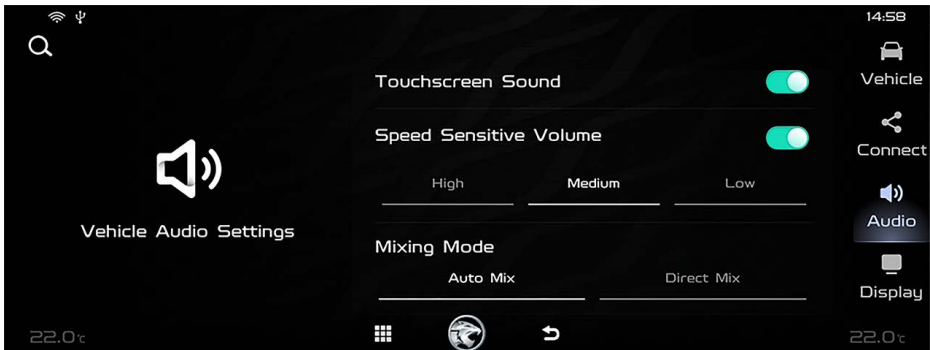 14:58
Vehicle
Touchscreen Sound
Speed Sensitive Volume
Connect
High Medium Low
Audio
Vehicle Audio Settings
Mixing Mode
Auto Mix Direct Mix
Display
22.0℃ 22.0℃